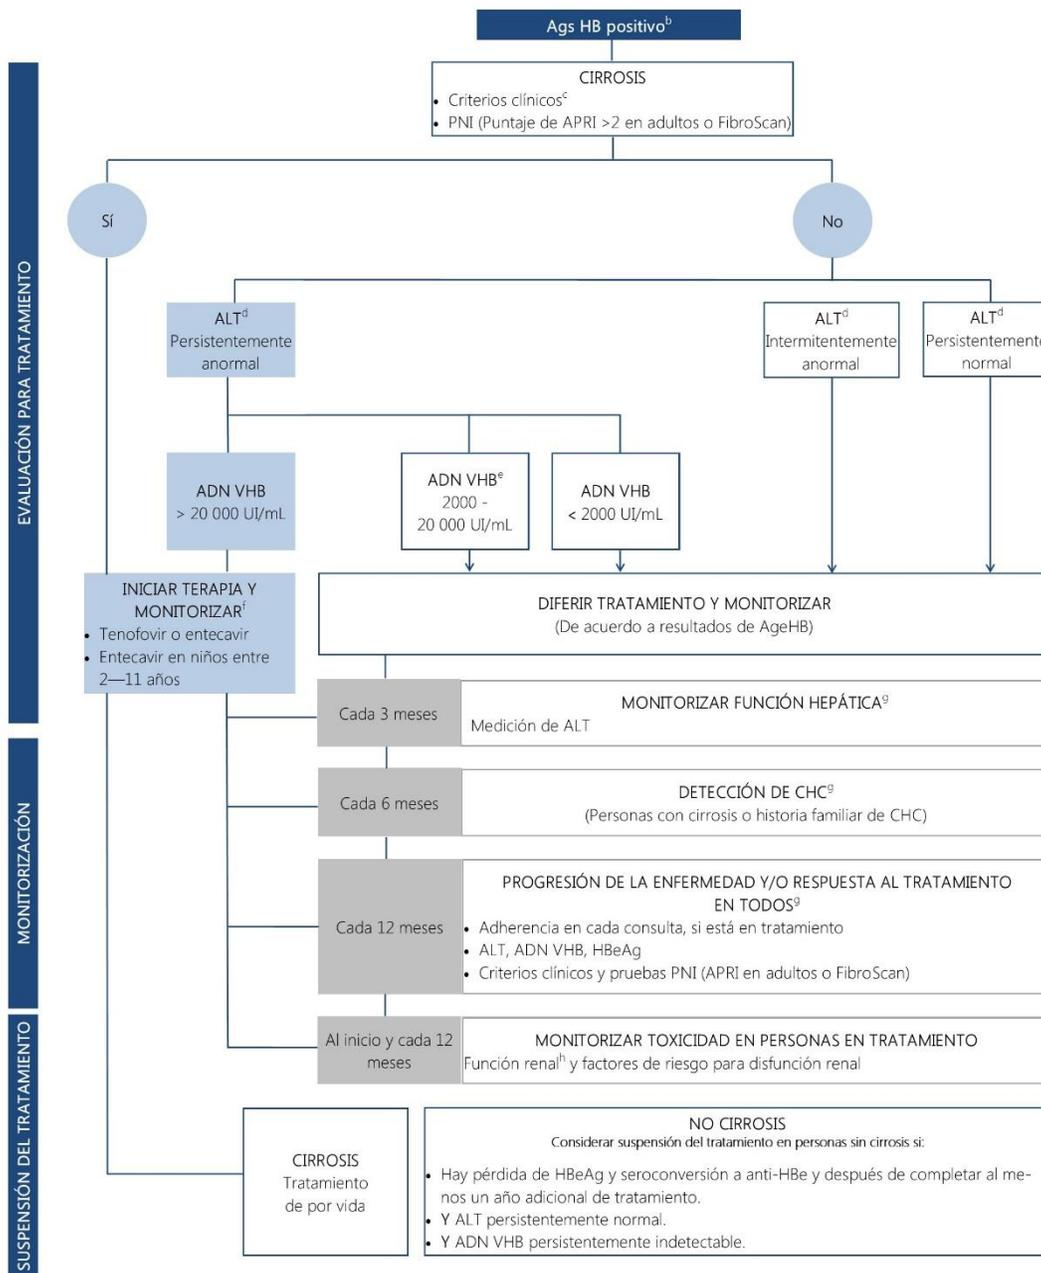 Ags HB positivo^b
CIRROSIS
• Criterios clínicos^c
• PNI (Puntaje de APRI >2 en adultos o FibroScan)
EVALUACIÓN PARA TRATAMIENTO
Sí
No
ALT^d
Persistentemente
anormal
ALT^d
Intermitentemente
anormal
ALT^d
Persistentemente
normal
ADN VHB
> 20 000 UI/mL
ADN VHB^e
2000 -
20 000 UI/mL
ADN VHB
< 2000 UI/mL
INICIAR TERAPIA Y
MONITORIZAR^f
• Tenofovir o entecavir
• Entecavir en niños entre
2—11 años
DIFERIR TRATAMIENTO Y MONITORIZAR
(De acuerdo a resultados de AgeHB)
MONITORIZACIÓN
Cada 3 meses
MONITORIZAR FUNCIÓN HEPÁTICA^g
Medición de ALT
Cada 6 meses
DETECCIÓN DE CHC^g
(Personas con cirrosis o historia familiar de CHC)
Cada 12 meses
PROGRESIÓN DE LA ENFERMEDAD Y/O RESPUESTA AL TRATAMIENTO
EN TODOS^g
• Adherencia en cada consulta, si está en tratamiento
• ALT, ADN VHB, HBeAg
• Criterios clínicos y pruebas PNI (APRI en adultos o FibroScan)
Al inicio y cada 12
meses
MONITORIZAR TOXICIDAD EN PERSONAS EN TRATAMIENTO
Función renal^h y factores de riesgo para disfunción renal
SUSPENSIÓN DEL TRATAMIENTO
CIRROSIS
Tratamiento
de por vida
NO CIRROSIS
Considerar suspensión del tratamiento en personas sin cirrosis si:
• Hay pérdida de HBeAg y seroconversión a anti-HBe y después de completar al me-
nos un año adicional de tratamiento.
• Y ALT persistentemente normal.
• Y ADN VHB persistentemente indetectable.